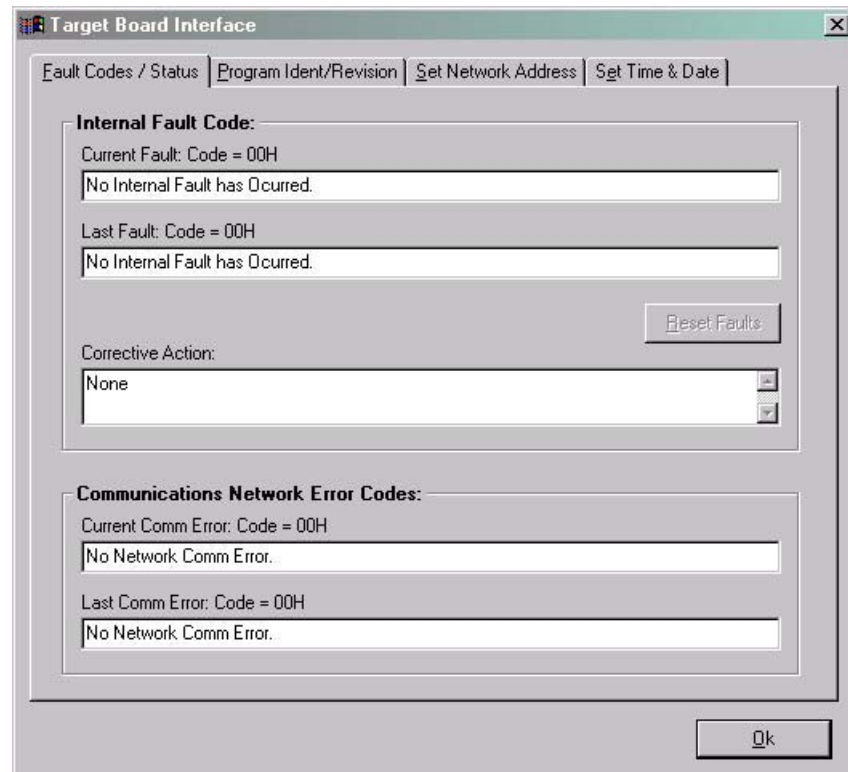 Target Board Interface
Fault Codes / Status Program Ident/Revision Set Network Address Set Time & Date
Internal Fault Code:
Current Fault: Code = 00H
No Internal Fault has Ocurred.
Last Fault: Code = 00H
No Internal Fault has Ocurred.
Reset Faults
Corrective Action:
None
Communications Network Error Codes:
Current Comm Error: Code = 00H
No Network Comm Error.
Last Comm Error: Code = 00H
No Network Comm Error.
Ok